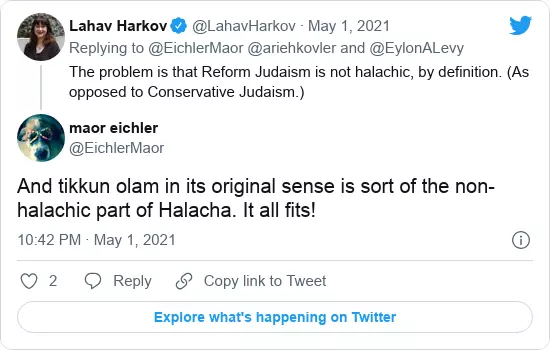 Lahav Harkov @LahavHarkov · May 1, 2021
Replying to @EichlerMaor @ariehkovler and @EylonALevy
The problem is that Reform Judaism is not halachic, by definition. (As
opposed to Conservative Judaism.)
maor eichler
@EichlerMaor
And tikkun olam in its original sense is sort of the non-
halachic part of Halacha. It all fits!
10:42 PM · May 1, 2021
2 Reply Copy link to Tweet
Explore what's happening on Twitter